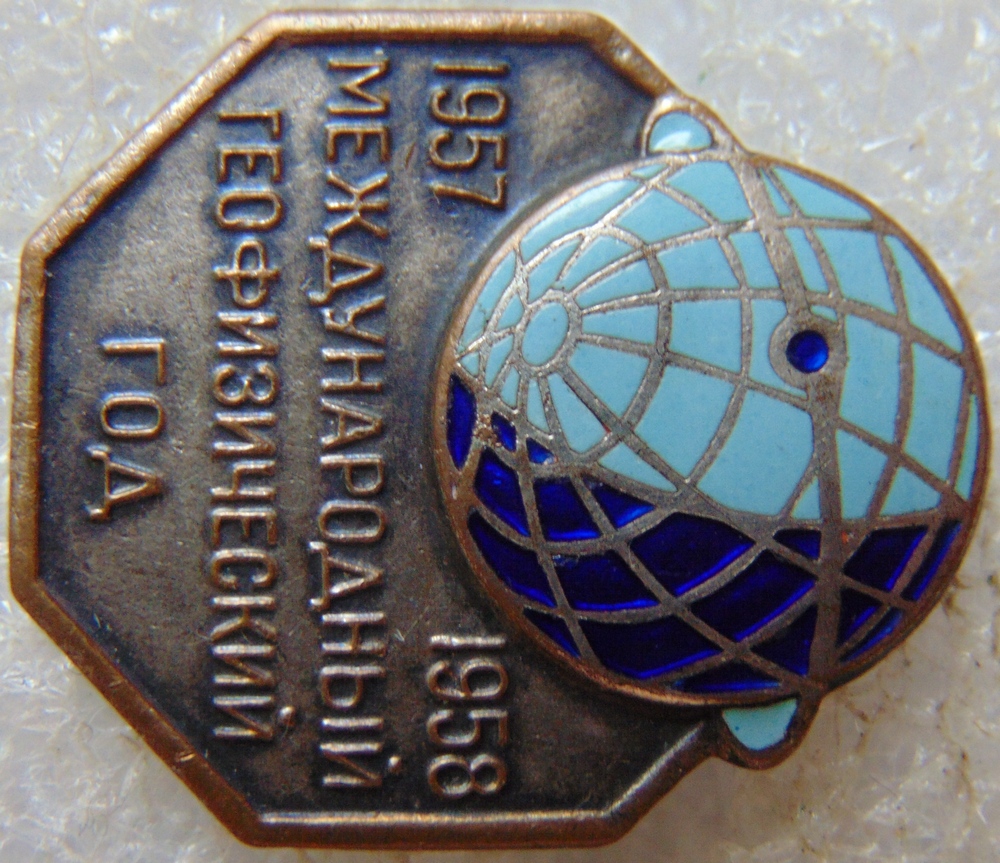 1957 1958
МЕЖДУНАРОДНЫЙ
ГЕОФИЗИЧЕСКИЙ
ГОД